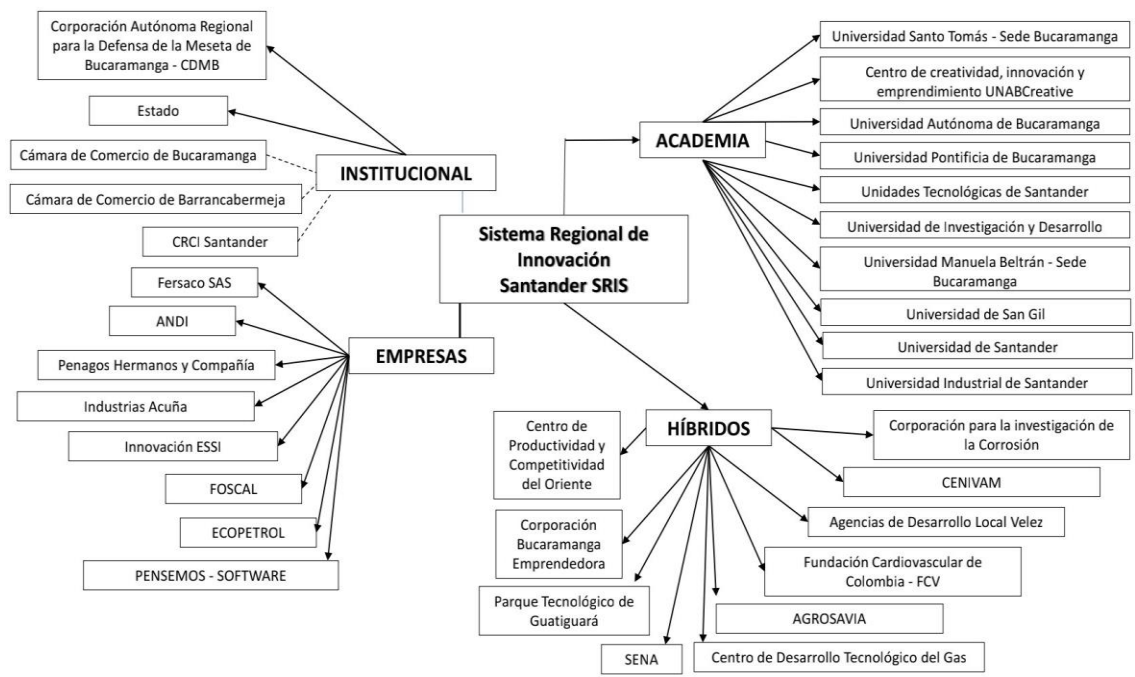 Corporación Autónoma Regional
para la Defensa de la Meseta de
Bucaramanga - CDMB
Estado
Cámara de Comercio de Bucaramanga
Cámara de Comercio de Barrancabermeja
CRCI Santander
INSTITUCIONAL
Sistema Regional de
Innovación
Santander SRIS
ACADEMIA
Universidad Santo Tomás - Sede Bucaramanga
Centro de creatividad, innovación y
emprendimiento UNABCreative
Universidad Autónoma de Bucaramanga
Universidad Pontificia de Bucaramanga
Unidades Tecnológicas de Santander
Universidad de Investigación y Desarrollo
Universidad Manuela Beltrán - Sede
Bucaramanga
Universidad de San Gil
Universidad de Santander
Universidad Industrial de Santander
EMPRESAS
Fersaco SAS
ANDI
Penagos Hermanos y Compañía
Industrias Acuña
Innovación ESSI
FOSCAL
ECOPETROL
PENSEMOS - SOFTWARE
HÍBRIDOS
Centro de
Productividad y
Competitividad
del Oriente
Corporación
Bucaramanga
Emprendedora
Parque Tecnológico de
Guatiguará
SENA
Corporación para la investigación de
la Corrosión
CENIVAM
Agencias de Desarrollo Local Velez
Fundación Cardiovascular de
Colombia - FCV
AGROSAVIA
Centro de Desarrollo Tecnológico del Gas